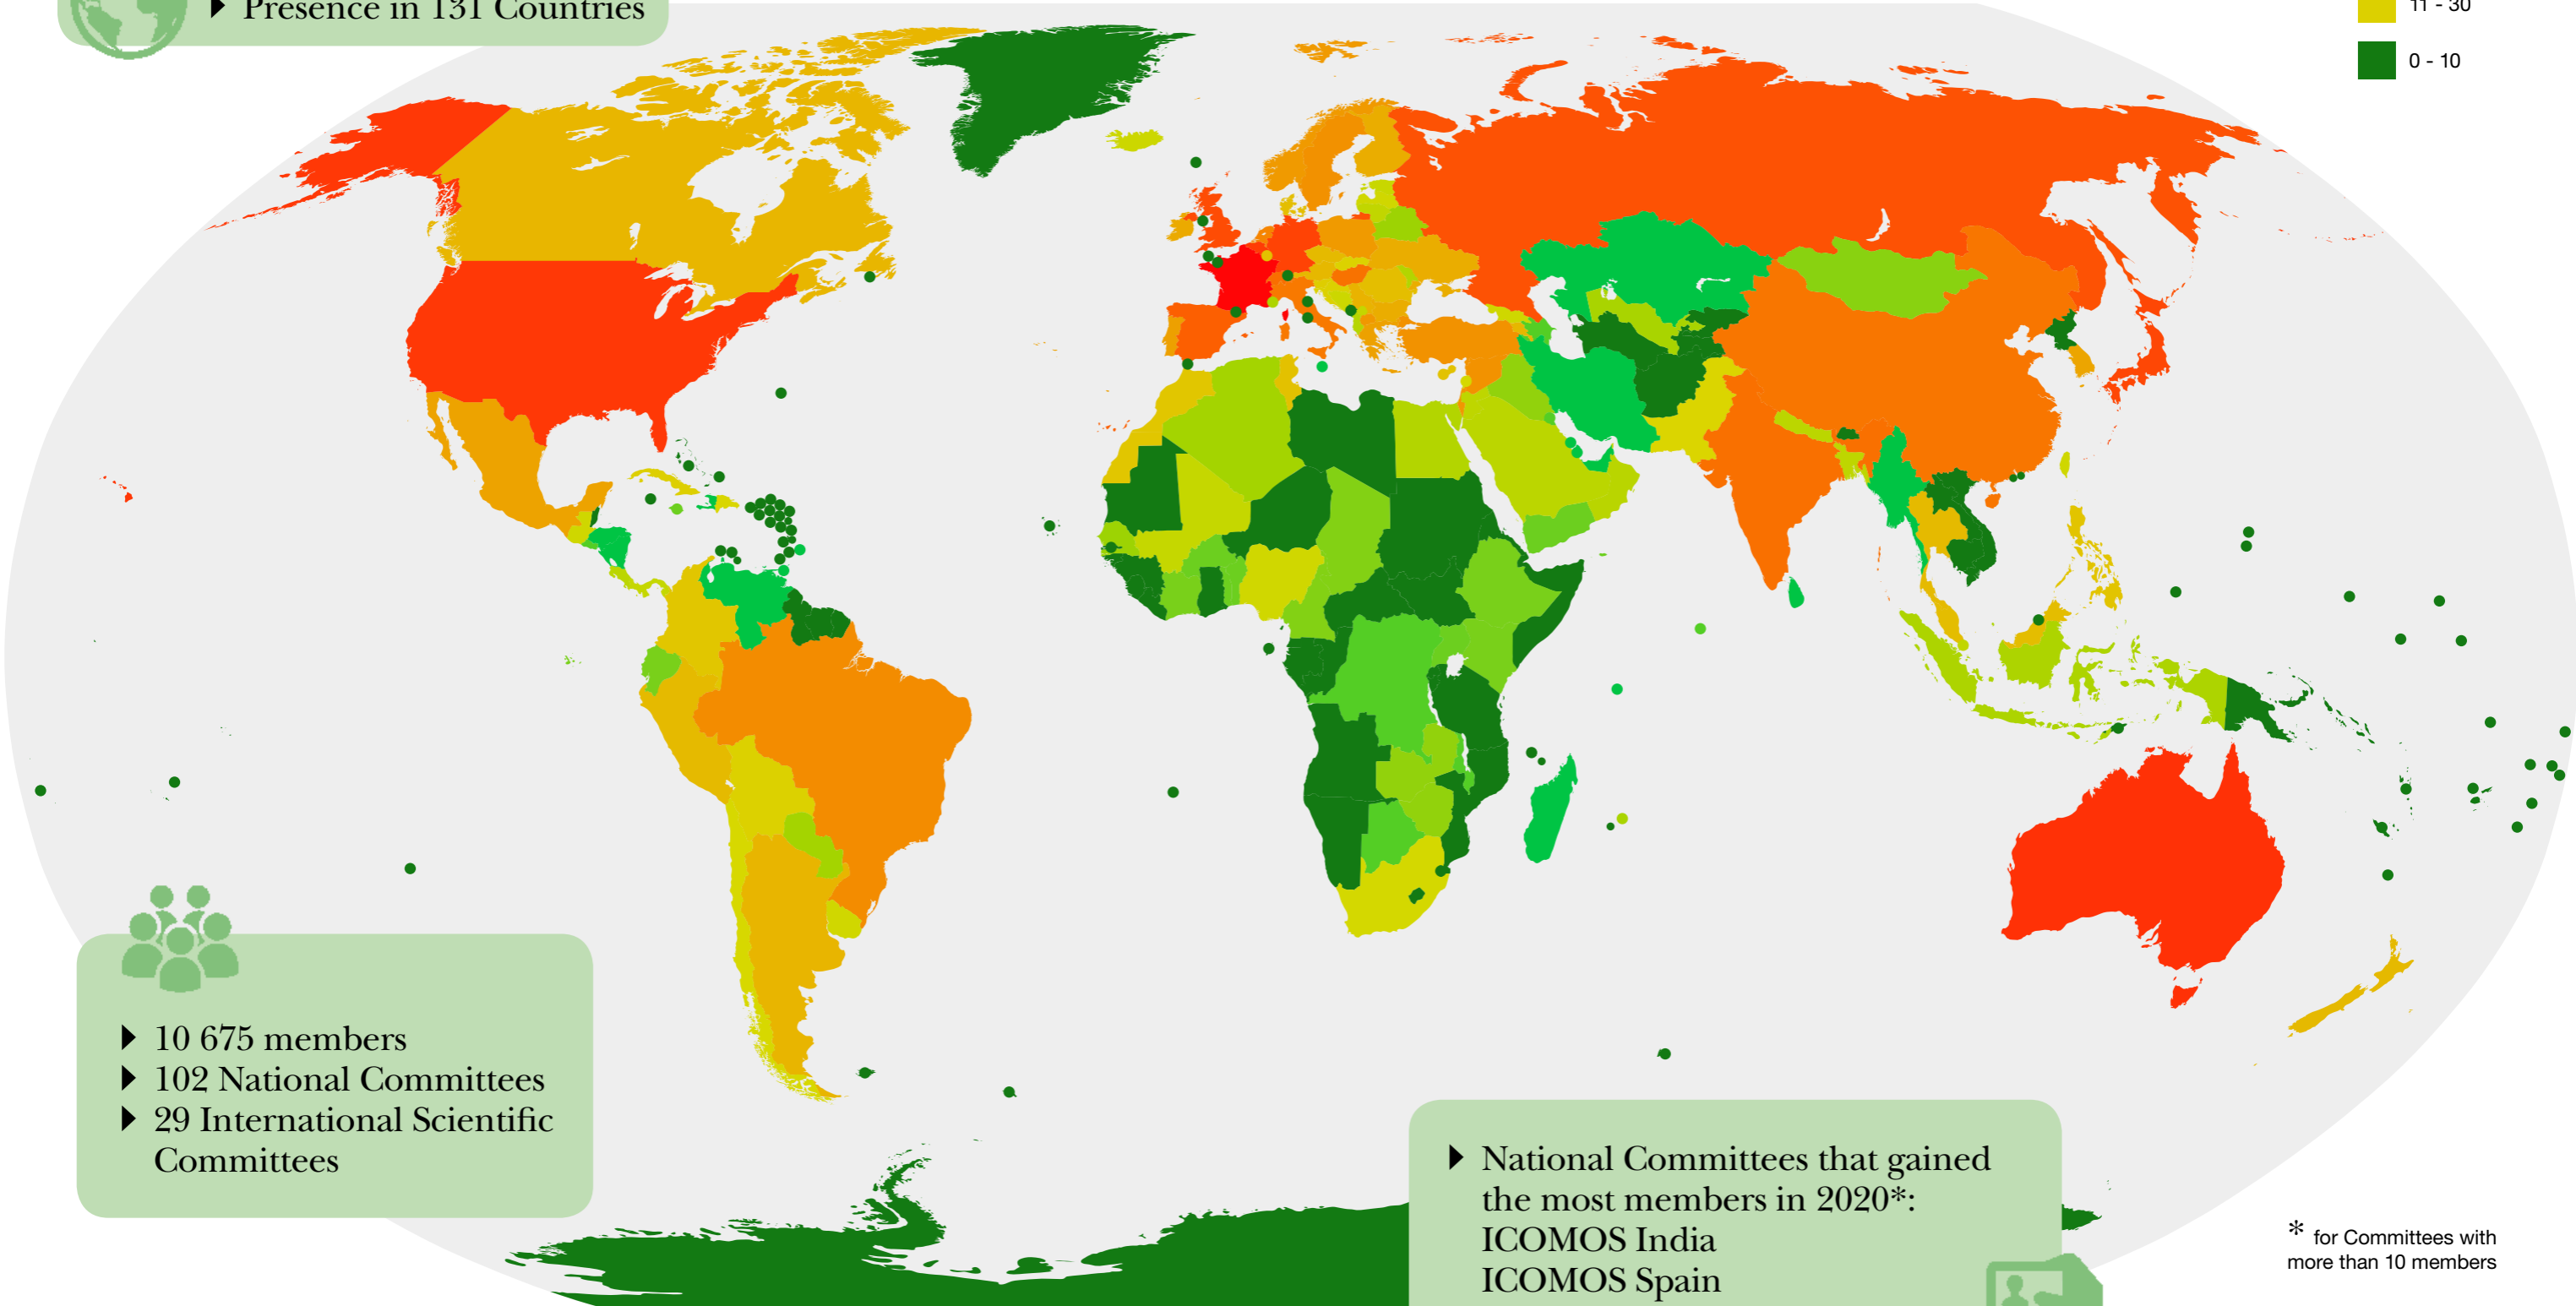 ▶ Presence in 131 Countries
11 - 30
0 - 10
▶ 10 675 members
▶ 102 National Committees
▶ 29 International Scientific
Committees
▶ National Committees that gained
the most members in 2020*:
ICOMOS India
ICOMOS Spain
* for Committees with
more than 10 members